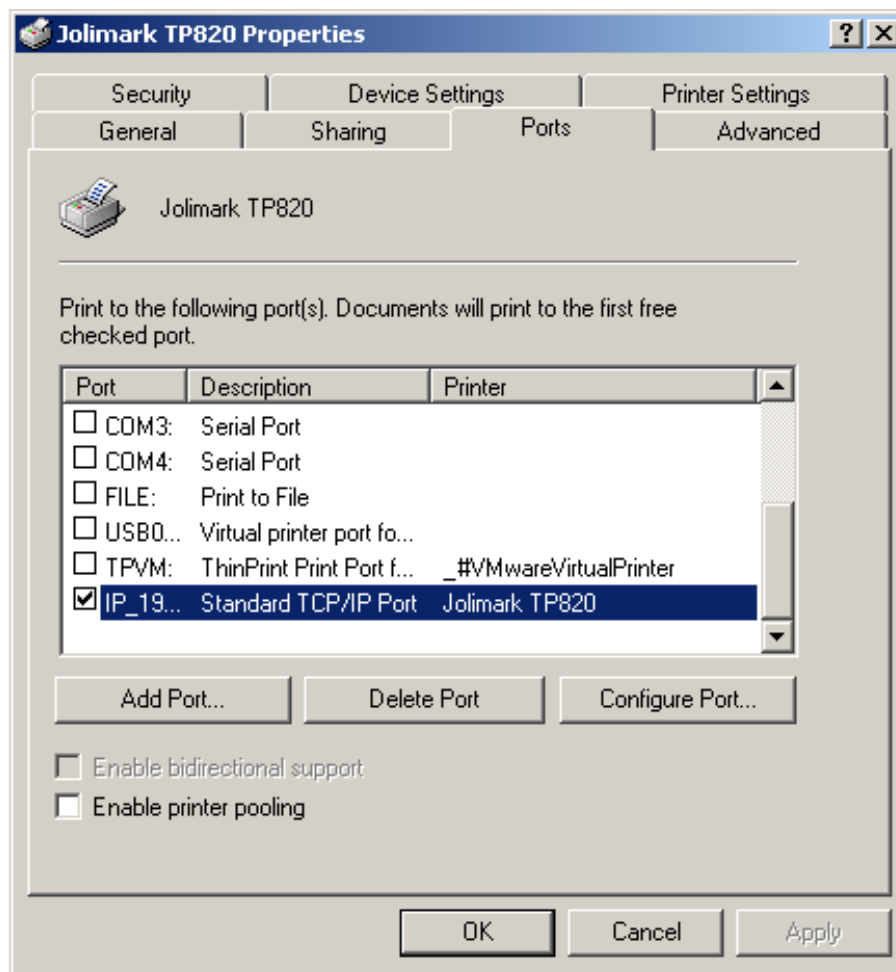 Jolimark TP820 Properties
Security Device Settings Printer Settings
General Sharing Ports Advanced
Jolimark TP820
Print to the following port(s). Documents will print to the first free
checked port.
Port Description Printer
COM3: Serial Port
COM4: Serial Port
FILE: Print to File
USB0... Virtual printer port fo...
TPVM: ThinPrint Print Port f... _#VMwareVirtualPrinter
IP_19... Standard TCP/IP Port Jolimark TP820
Add Port... Delete Port Configure Port...
Enable bidirectional support
Enable printer pooling
OK Cancel Apply